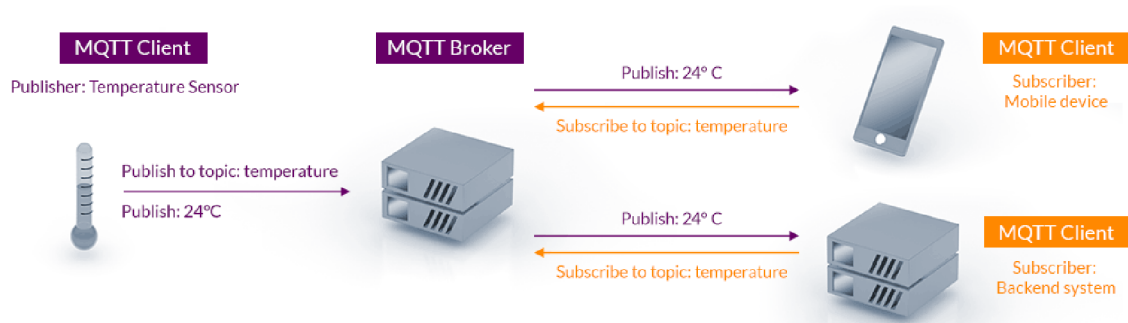 MQTT Client
Publisher: Temperature Sensor
Publish to topic: temperature
Publish: 24°C
MQTT Broker
Publish: 24° C
Subscribe to topic: temperature
MQTT Client
Subscriber:
Mobile device
Publish: 24° C
Subscribe to topic: temperature
MQTT Client
Subscriber:
Backend system